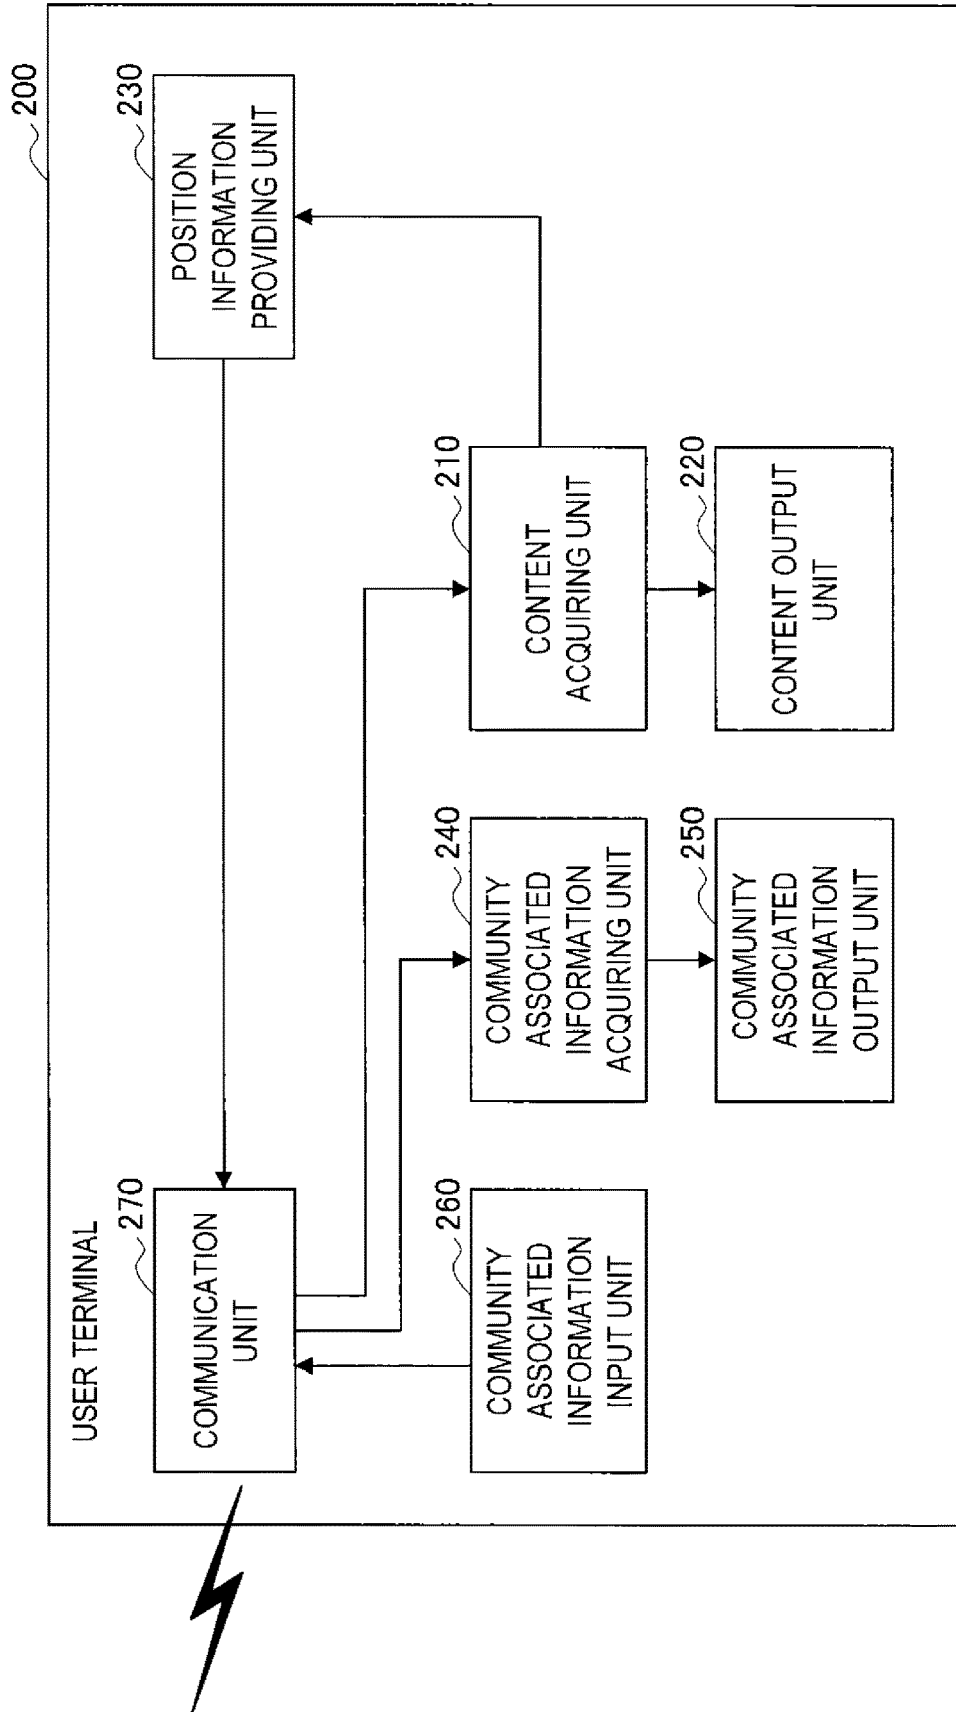 200
USER TERMINAL
270
COMMUNICATION
UNIT
230
POSITION
INFORMATION
PROVIDING UNIT
260
COMMUNITY
ASSOCIATED
INFORMATION
INPUT UNIT
240
COMMUNITY
ASSOCIATED
INFORMATION
ACQUIRING UNIT
210
CONTENT
ACQUIRING UNIT
250
COMMUNITY
ASSOCIATED
INFORMATION
OUTPUT UNIT
220
CONTENT OUTPUT
UNIT